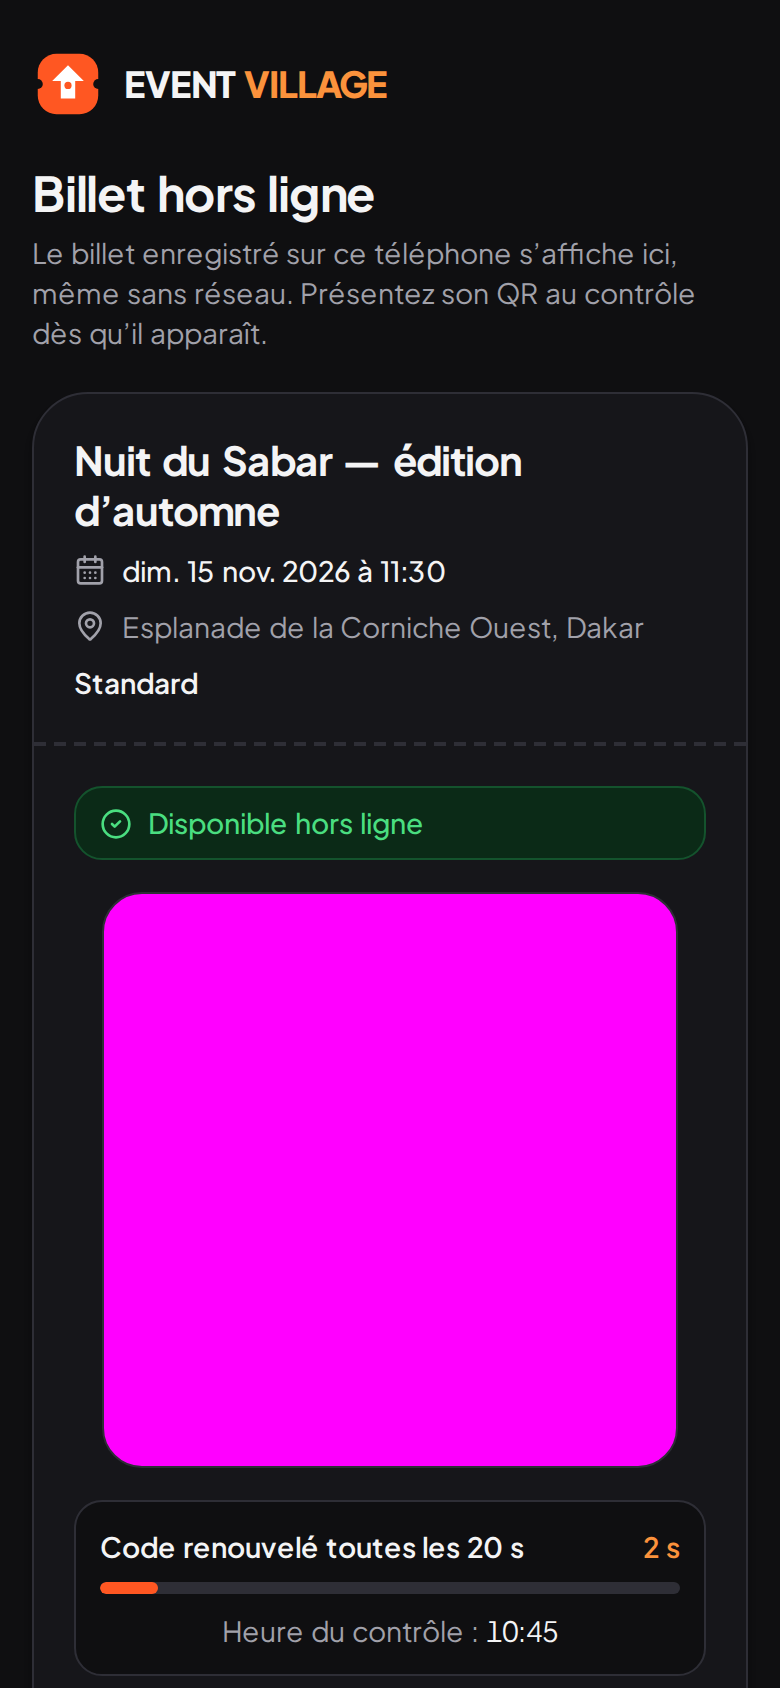 EVENT VILLAGE
Billet hors ligne
Le billet enregistré sur ce téléphone s’affiche ici,
même sans réseau. Présentez son QR au contrôle
dès qu’il apparaît.
Nuit du Sabar — édition
d’automne
dim. 15 nov. 2026 à 11:30
Esplanade de la Corniche Ouest, Dakar
Standard
Disponible hors ligne
Code renouvelé toutes les 20 s 2 s
Heure du contrôle : 10:45